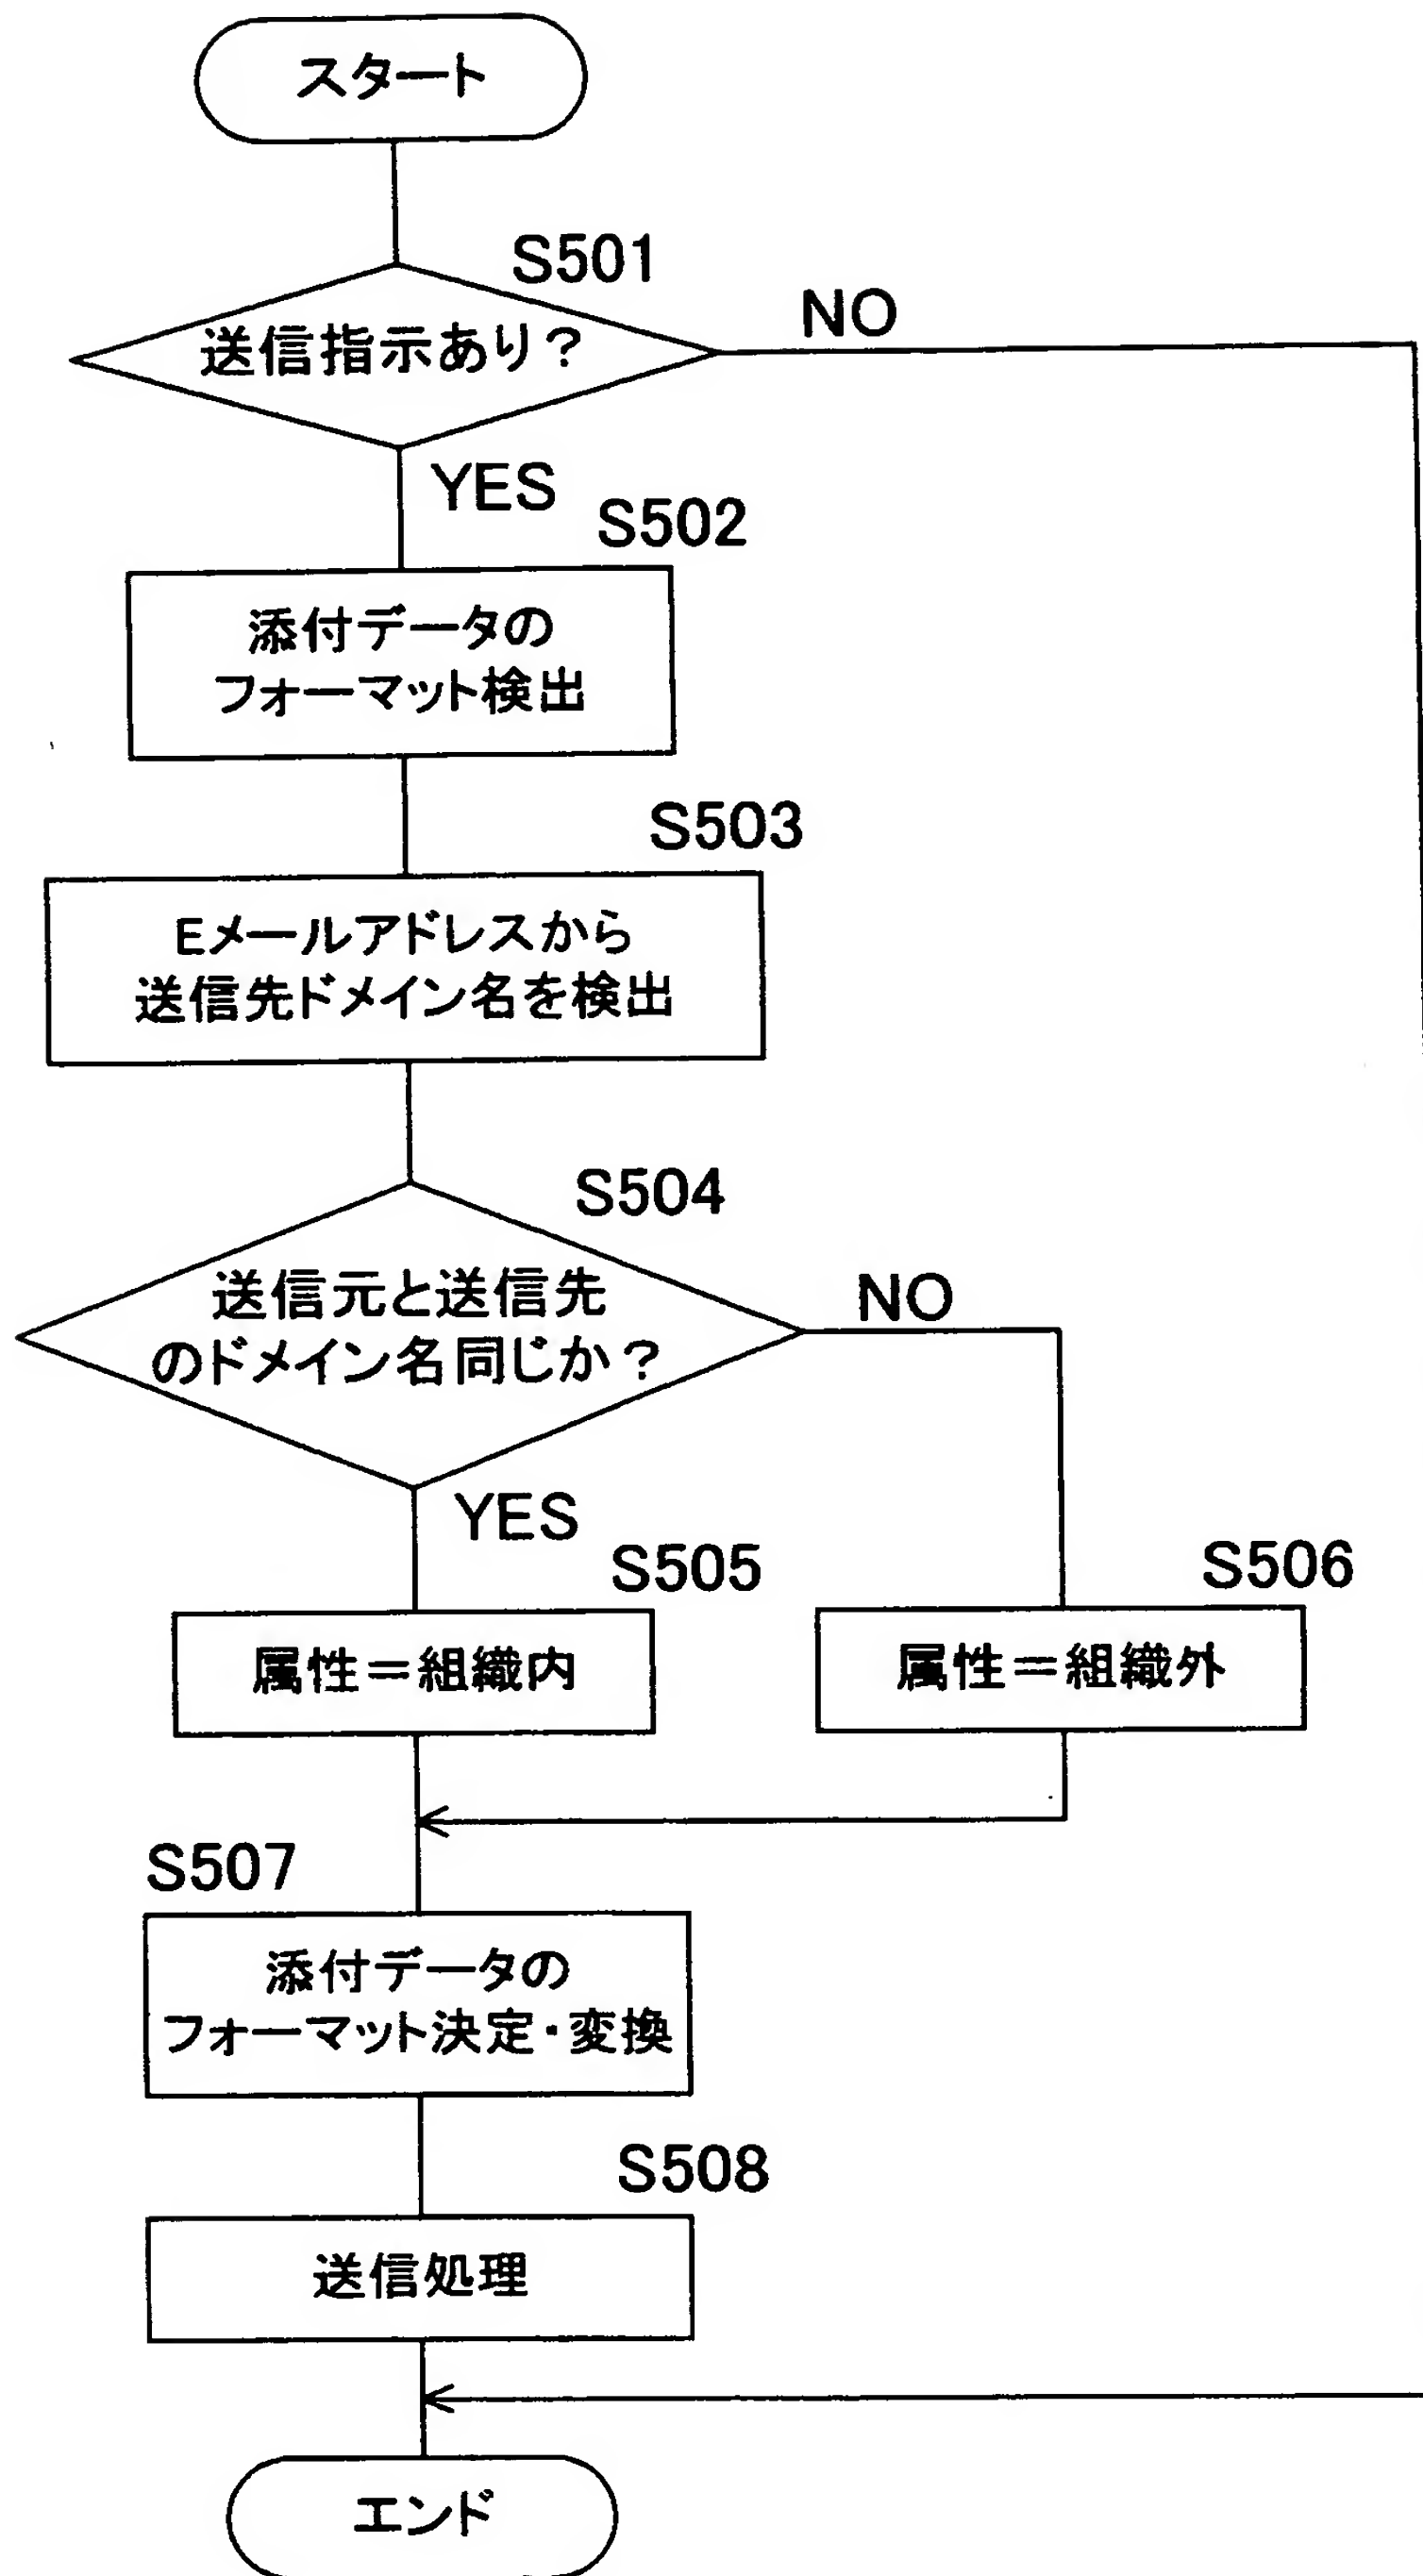 スタート
S501
送信指示あり?
NO
YES
S502
添付データの
フォーマット検出
S503
Eメールアドレスから
送信先ドメイン名を検出
S504
送信元と送信先
のドメイン名同じか?
NO
YES
S505
属性=組織内
S506
属性=組織外
S507
添付データの
フォーマット決定・変換
S508
送信処理
エンド